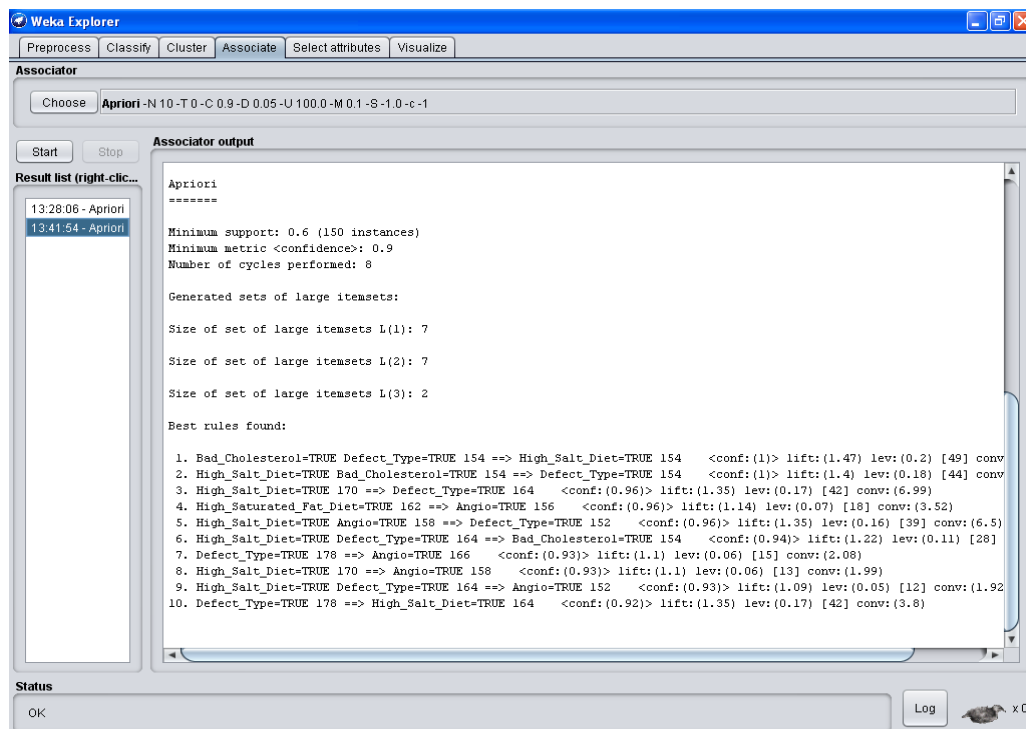 Weka Explorer
Preprocess Classify Cluster Associate Select attributes Visualize
Associator
Choose Apriori -N 10 -T 0 -C 0.9 -D 0.05 -U 100.0 -M 0.1 -S -1.0 -c -1
Start Stop
Result list (right-clic...
13:28:06 - Apriori
13:41:54 - Apriori
Associator output
Apriori
=======
Minimum support: 0.6 (150 instances)
Minimum metric <confidence>: 0.9
Number of cycles performed: 8
Generated sets of large itemsets:
Size of set of large itemsets L(1): 7
Size of set of large itemsets L(2): 7
Size of set of large itemsets L(3): 2
Best rules found:
1. Bad_Cholesterol=TRUE Defect_Type=TRUE 154 ==> High_Salt_Diet=TRUE 154 <conf:(1)> lift:(1.47) lev:(0.2) [49] conv
2. High_Salt_Diet=TRUE Bad_Cholesterol=TRUE 154 ==> Defect_Type=TRUE 154 <conf:(1)> lift:(1.4) lev:(0.18) [44] conv
3. High_Salt_Diet=TRUE 170 ==> Defect_Type=TRUE 164 <conf:(0.96)> lift:(1.35) lev:(0.17) [42] conv:(6.99)
4. High_Saturated_Fat_Diet=TRUE 162 ==> Angio=TRUE 156 <conf:(0.96)> lift:(1.14) lev:(0.07) [18] conv:(3.52)
5. High_Salt_Diet=TRUE Angio=TRUE 158 ==> Defect_Type=TRUE 152 <conf:(0.96)> lift:(1.35) lev:(0.16) [39] conv:(6.5)
6. High_Salt_Diet=TRUE Defect_Type=TRUE 164 ==> Bad_Cholesterol=TRUE 154 <conf:(0.94)> lift:(1.22) lev:(0.11) [28]
7. Defect_Type=TRUE 178 ==> Angio=TRUE 166 <conf:(0.93)> lift:(1.1) lev:(0.06) [15] conv:(2.08)
8. High_Salt_Diet=TRUE 170 ==> Angio=TRUE 158 <conf:(0.93)> lift:(1.1) lev:(0.06) [13] conv:(1.99)
9. High_Salt_Diet=TRUE Defect_Type=TRUE 164 ==> Angio=TRUE 152 <conf:(0.93)> lift:(1.09) lev:(0.05) [12] conv:(1.92
10. Defect_Type=TRUE 178 ==> High_Salt_Diet=TRUE 164 <conf:(0.92)> lift:(1.35) lev:(0.17) [42] conv:(3.8)
Status
OK
Log
x 0